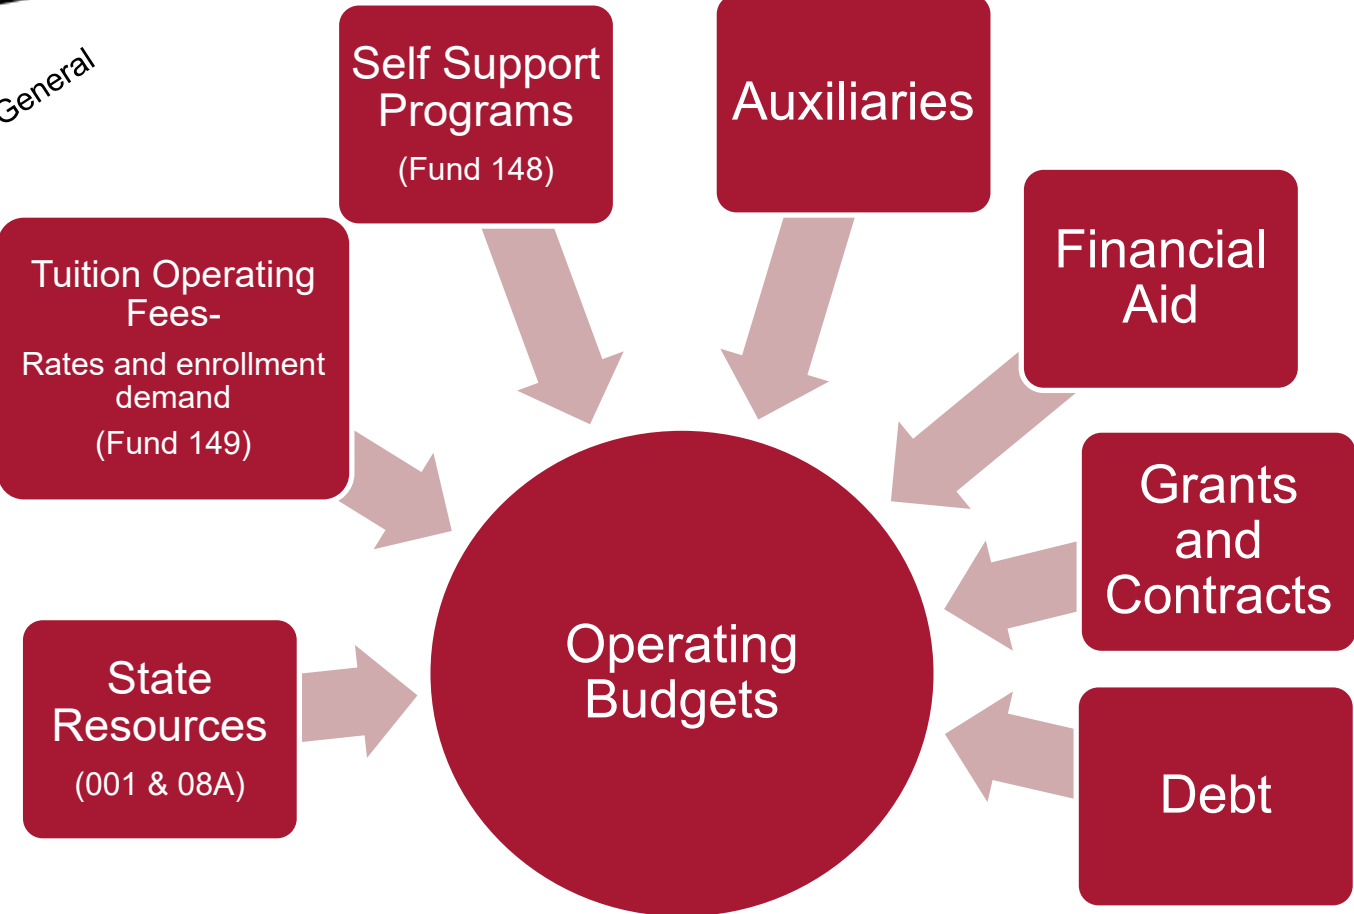 General
Self Support
Programs
(Fund 148)
Auxiliaries
Financial
Aid
Tuition Operating
Fees-
Rates and enrollment
demand
(Fund 149)
Grants
and
Contracts
State
Resources
(001 & 08A)
Operating
Budgets
Debt